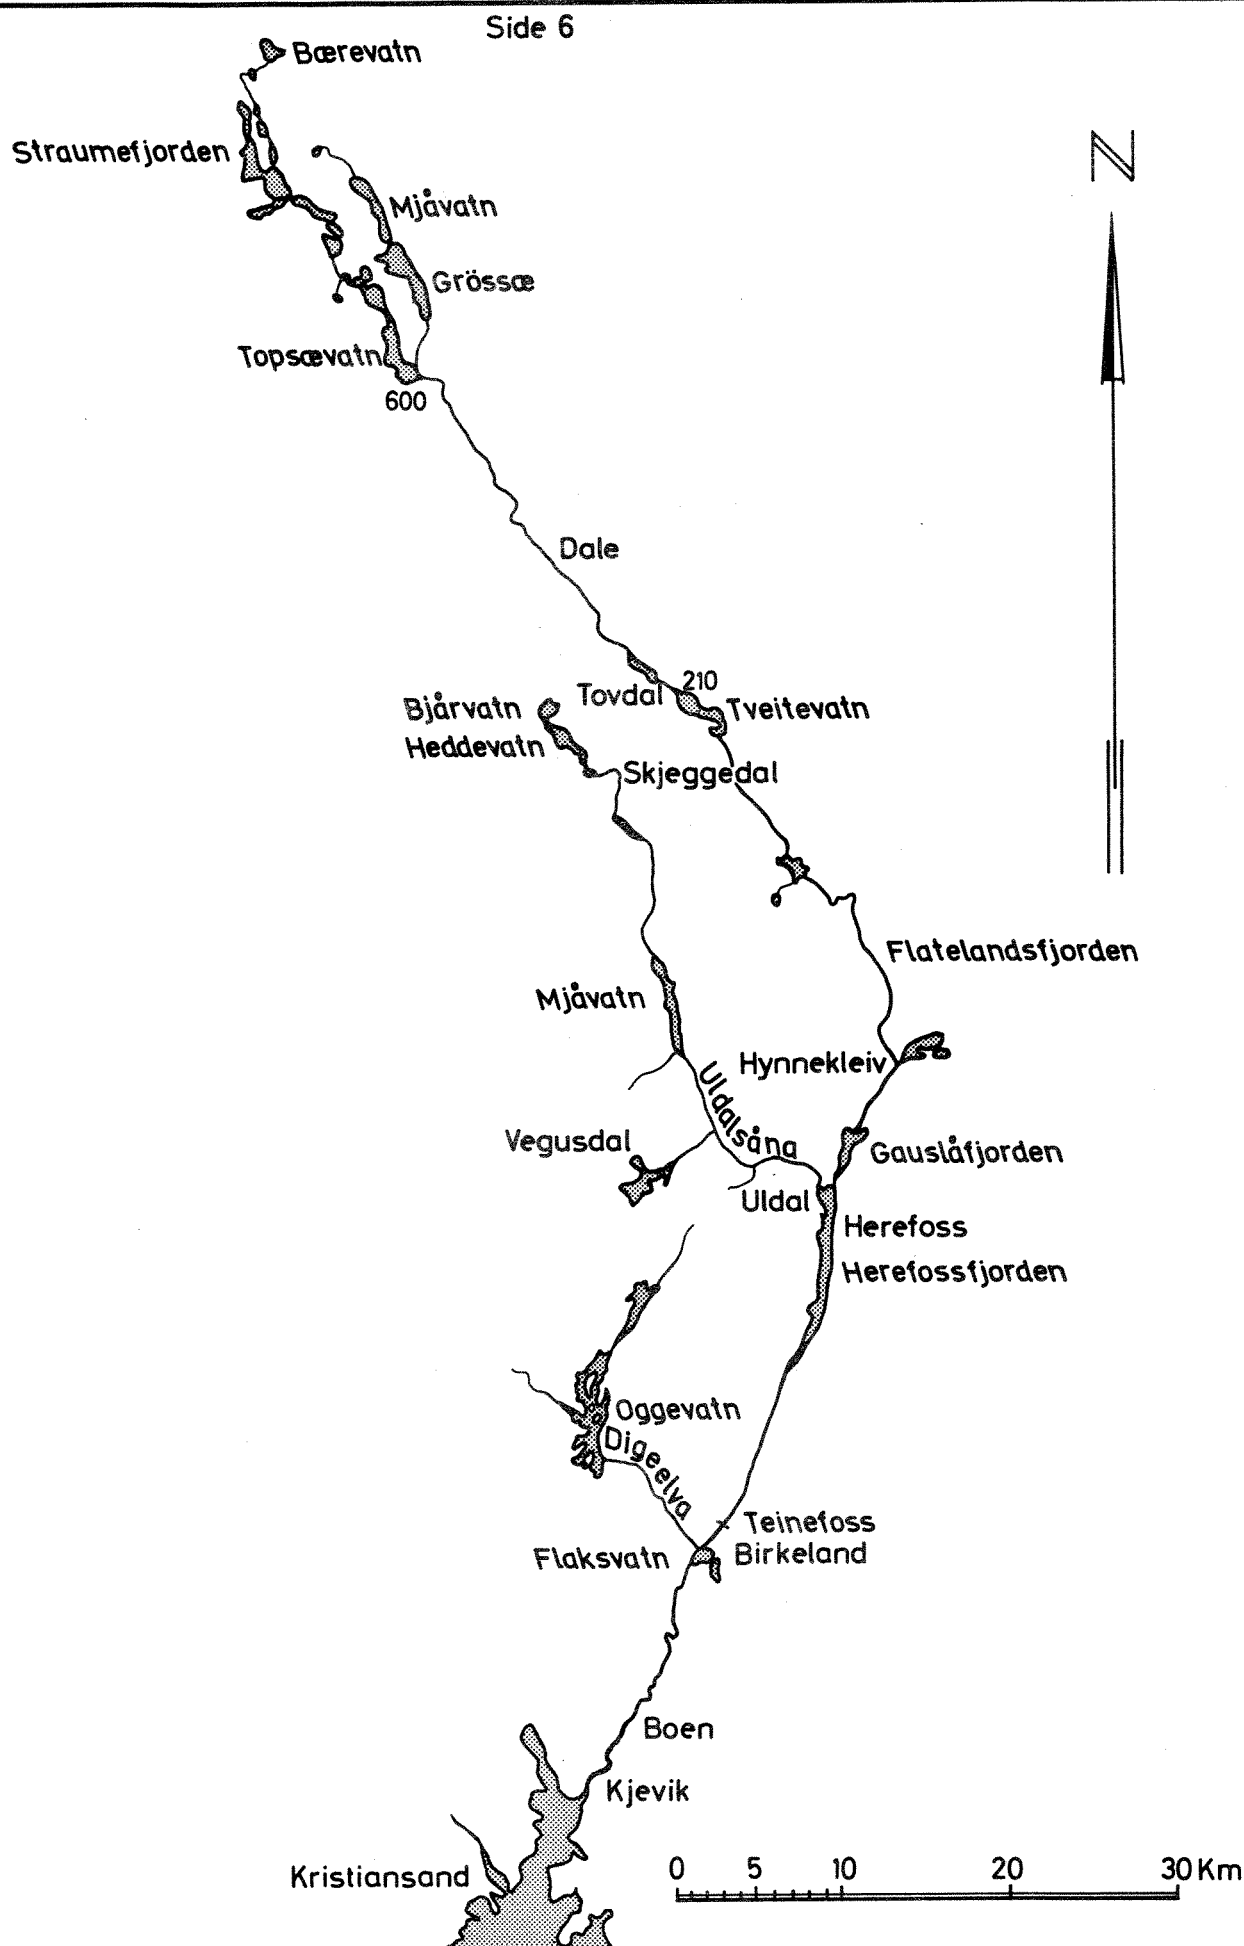 Side 6
Bærevatn
N
Straumefjorden
Mjåvatn
Grössæ
Topsævatn
600
Dale
210
Tovdal
Bjårvatn
Tveitevatn
Heddevatn
Skjeggedal
Flatelandsfjorden
Mjåvatn
Hynnekleiv
Uldalsåna
Vegusdal
Gauslåfjorden
Uldal
Herefoss
Herefossfjorden
Oggevatn
Digeelva
Teinefoss
Flaksvatn
Birkeland
Boen
Kjevik
Kristiansand
0 5 10 20 30 Km